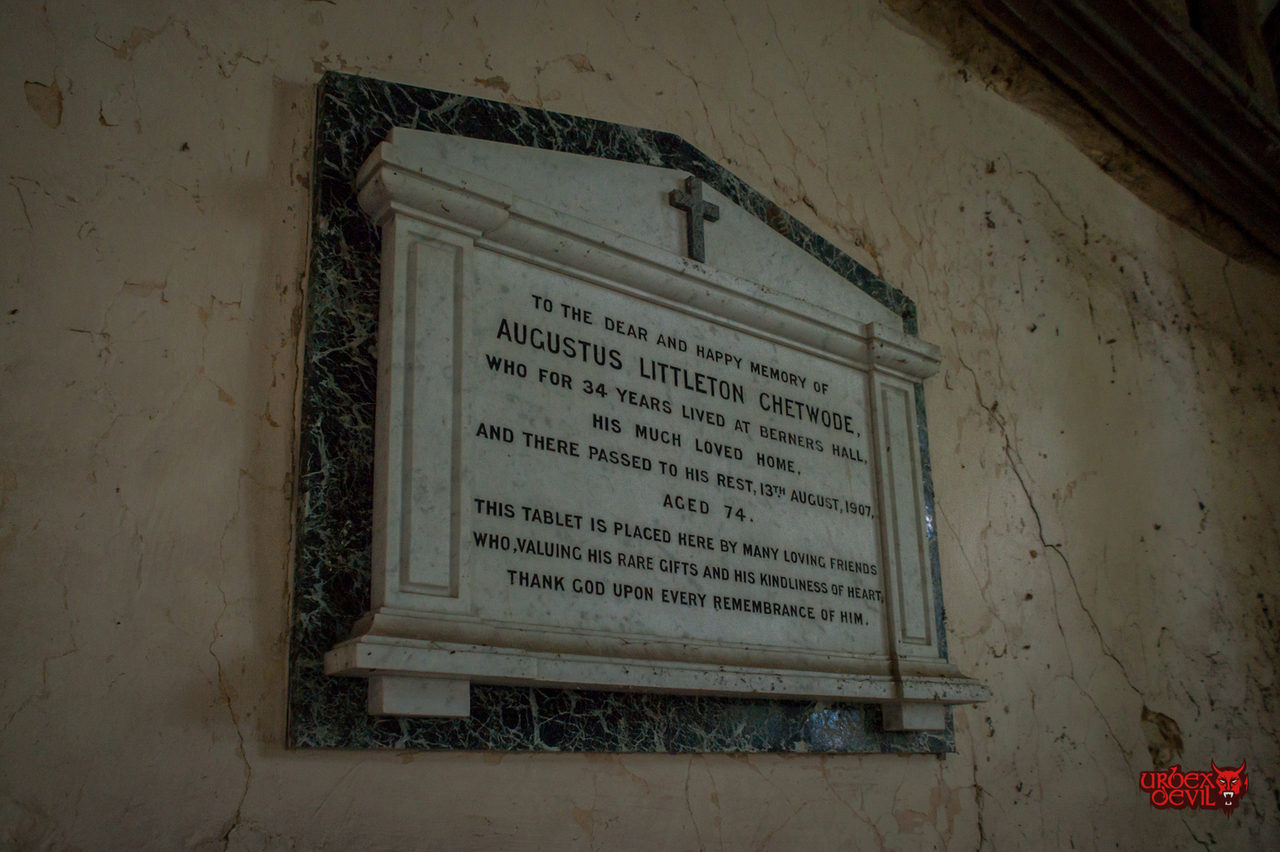 TO THE DEAR AND HAPPY MEMORY OF
AUGUSTUS LITTLETON CHETWODE,
WHO FOR 34 YEARS LIVED AT BERNERS HALL,
HIS MUCH LOVED HOME,
AND THERE PASSED TO HIS REST, 13TH AUGUST, 1907,
AGED 74.
THIS TABLET IS PLACED HERE BY MANY LOVING FRIENDS
WHO, VALUING HIS RARE GIFTS AND HIS KINDLINESS OF HEART,
THANK GOD UPON EVERY REMEMBRANCE OF HIM.
URBEX
DEVIL